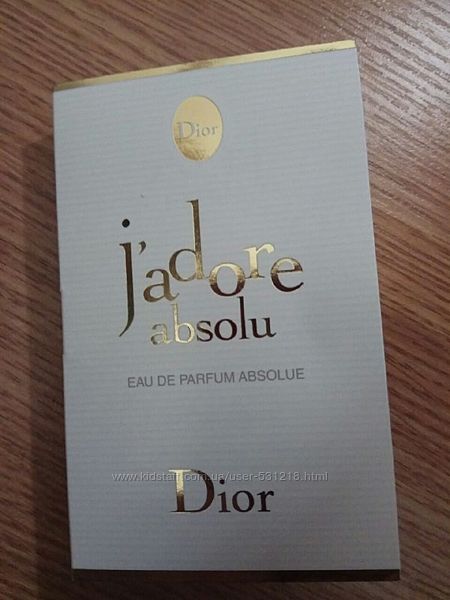 Dior
j'adore
absolu
EAU DE PARFUM ABSOLUE
www.kidstaff.com.ua/user-531218.html
Dior